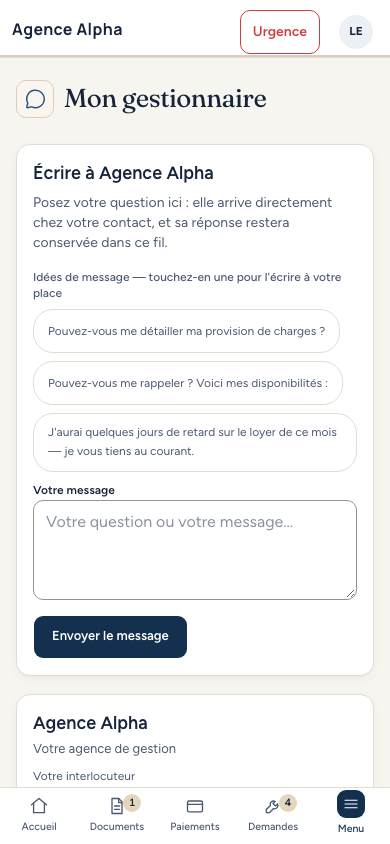 Agence Alpha
Urgence
LE
Mon gestionnaire
Écrire à Agence Alpha
Posez votre question ici : elle arrive directement
chez votre contact, et sa réponse restera
conservée dans ce fil.
Idées de message — touchez-en une pour l'écrire à votre
place
Pouvez-vous me détailler ma provision de charges ?
Pouvez-vous me rappeler ? Voici mes disponibilités :
J'aurai quelques jours de retard sur le loyer de ce mois
— je vous tiens au courant.
Votre message
Votre question ou votre message...
Envoyer le message
Agence Alpha
Votre agence de gestion
Votre interlocuteur
1
4
Accueil
Documents
Paiements
Demandes
Menu